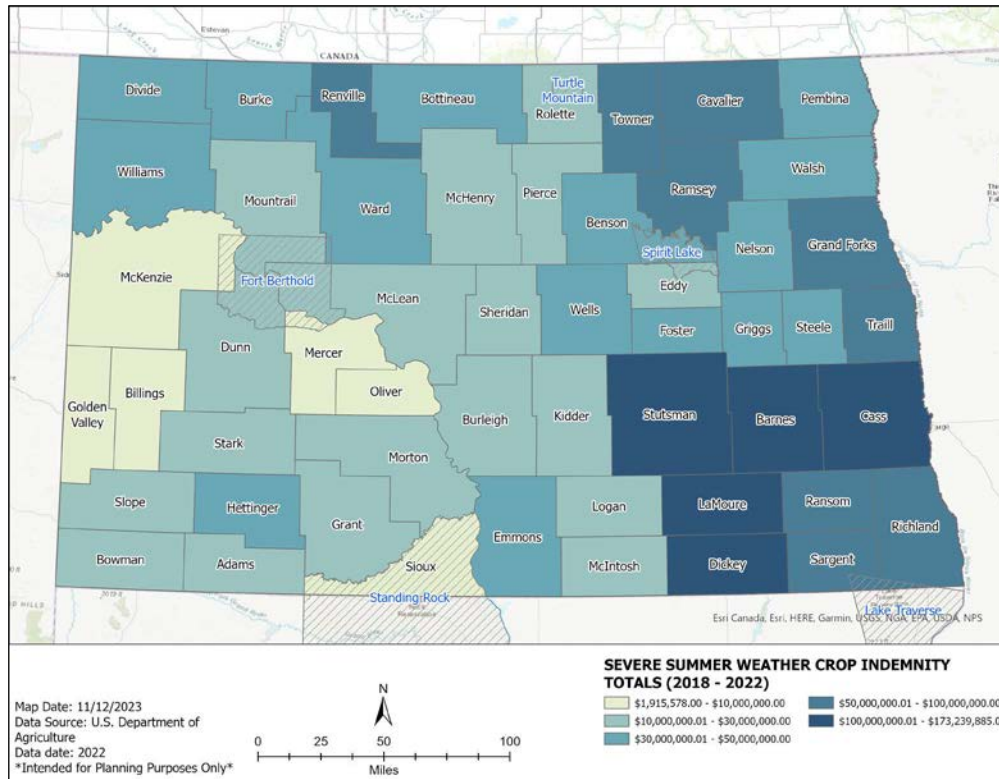 Estevan
CANADA
Divide
Burke
Renville
Bottineau
Turtle
Mountain
Rolette
Towner
Cavalier
Pembina
Williams
Mountrail
Ward
McHenry
Pierce
Benson
Ramsey
Walsh
Spirit Lake
Nelson
Grand Forks
McKenzie
Fort Berthold
McLean
Sheridan
Wells
Eddy
Foster
Griggs
Steele
Traill
Dunn
Mercer
Oliver
Golden
Valley
Billings
Burleigh
Kidder
Stutsman
Barnes
Cass
Stark
Morton
Slope
Hettinger
Grant
Emmons
Logan
LaMoure
Ransom
Richland
Bowman
Adams
Sioux
McIntosh
Dickey
Sargent
Standing Rock
Lake Traverse
Esri Canada, Esri, HERE, Garmin, USGS, NGA, EPA, USDA, NPS
SEVERE SUMMER WEATHER CROP INDEMNITY
TOTALS (2018 - 2022)
$1,915,578.00 - $10,000,000.00
$10,000,000.01 - $30,000,000.00
$30,000,000.01 - $50,000,000.00
$50,000,000.01 - $100,000,000.00
$100,000,000.01 - $173,239,885.0
Map Date: 11/12/2023
Data Source: U.S. Department of
Agriculture
Data date: 2022
*Intended for Planning Purposes Only*
N
0 25 50 75 100
Miles